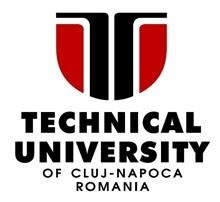 TECHNICAL
UNIVERSITY
OF CLUJ-NAPOCA
ROMANIA